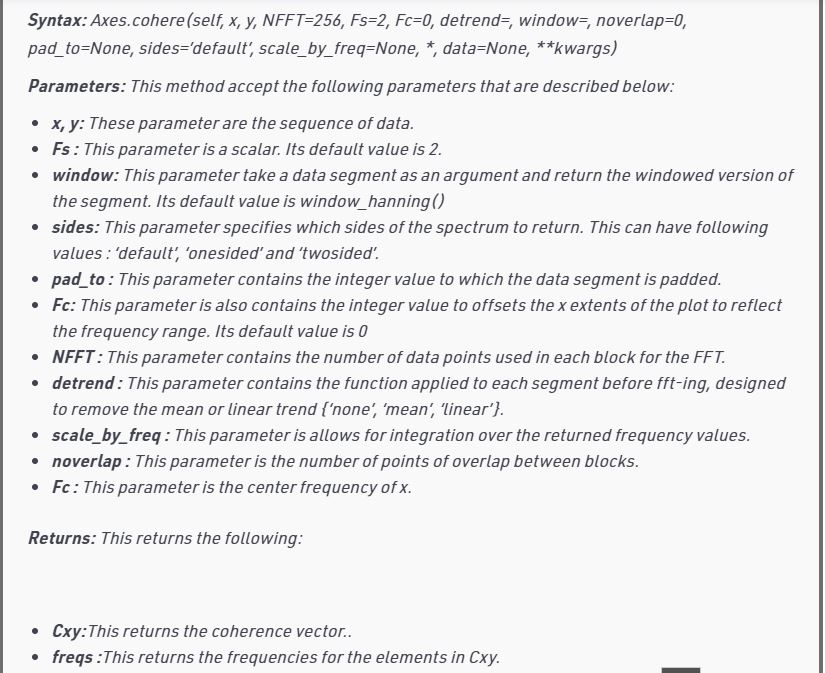 Syntax: Axes.cohere(self, x, y, NFFT=256, Fs=2, Fc=0, detrend=, window=, noverlap=0,
pad_to=None, sides=‘default’, scale_by_freq=None, *, data=None, **kwargs)
Parameters: This method accept the following parameters that are described below:
• x, y: These parameter are the sequence of data.
• Fs : This parameter is a scalar. Its default value is 2.
• window: This parameter take a data segment as an argument and return the windowed version of
the segment. Its default value is window_hanning()
• sides: This parameter specifies which sides of the spectrum to return. This can have following
values : ‘default’, ‘onesided’ and ‘twosided’.
• pad_to : This parameter contains the integer value to which the data segment is padded.
• Fc: This parameter is also contains the integer value to offsets the x extents of the plot to reflect
the frequency range. Its default value is 0
• NFFT : This parameter contains the number of data points used in each block for the FFT.
• detrend : This parameter contains the function applied to each segment before fft-ing, designed
to remove the mean or linear trend {‘none’, ‘mean’, ‘linear’}.
• scale_by_freq : This parameter is allows for integration over the returned frequency values.
• noverlap : This parameter is the number of points of overlap between blocks.
• Fc : This parameter is the center frequency of x.
Returns: This returns the following:
• Cxy:This returns the coherence vector..
• freqs :This returns the frequencies for the elements in Cxy.